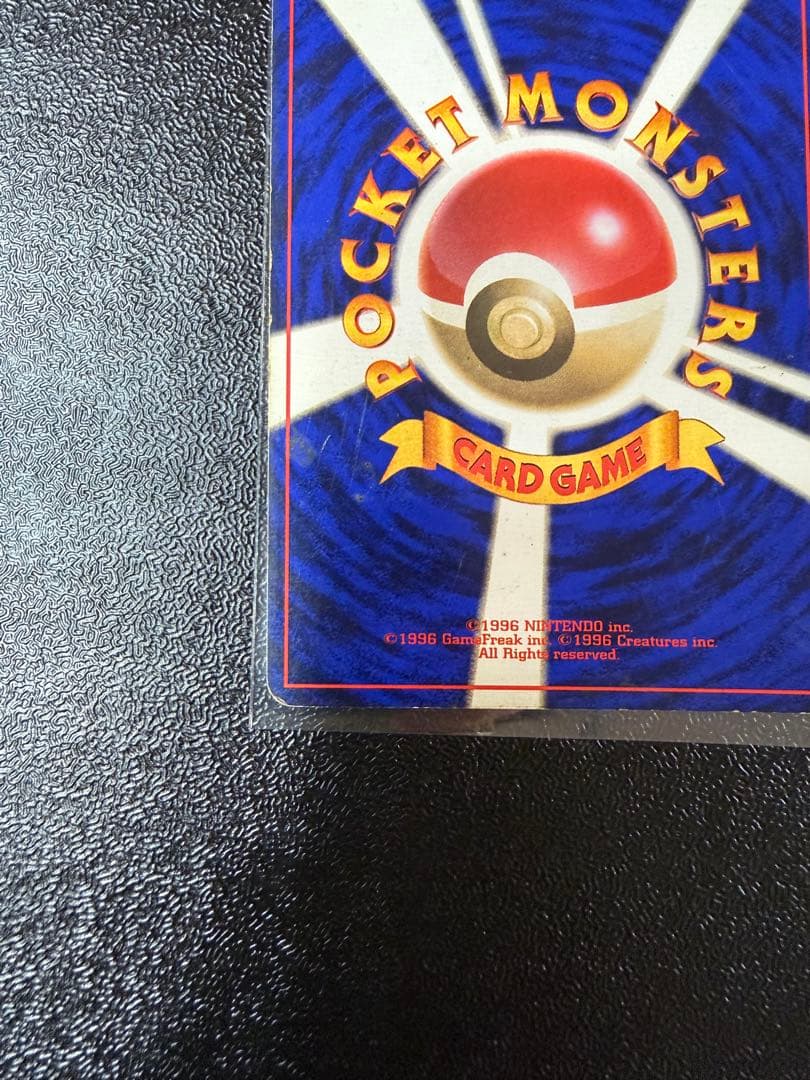 POCKET MONSTERS
CARD GAME
©1996 NINTENDO inc.
©1996 GameFreak inc. ©1996 Creatures inc.
All Rights reserved.